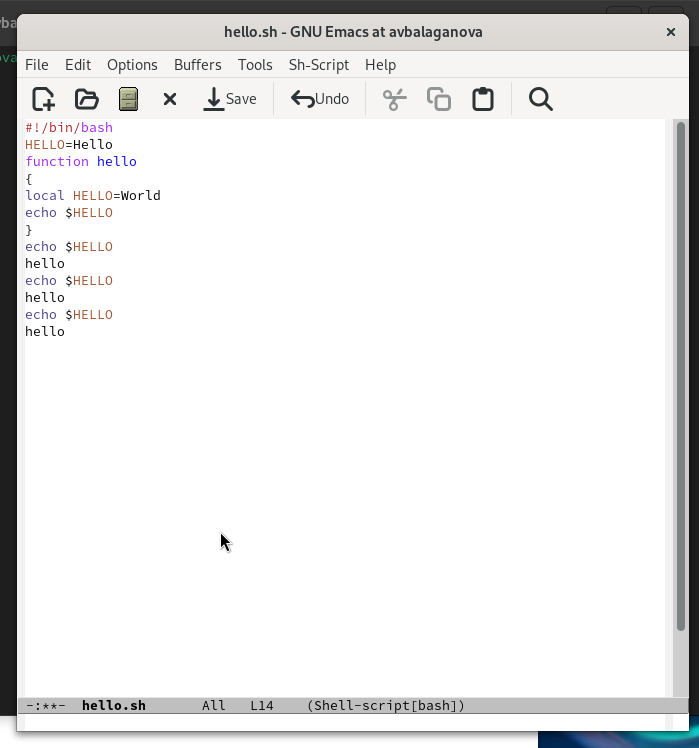 hello.sh - GNU Emacs at avbalaganova
File Edit Options Buffers Tools Sh-Script Help
Save Undo
#!/bin/bash
HELLO=Hello
function hello
{
local HELLO=World
echo $HELLO
}
echo $HELLO
hello
echo $HELLO
hello
echo $HELLO
hello
-:**- hello.sh All L14 (Shell-script[bash])